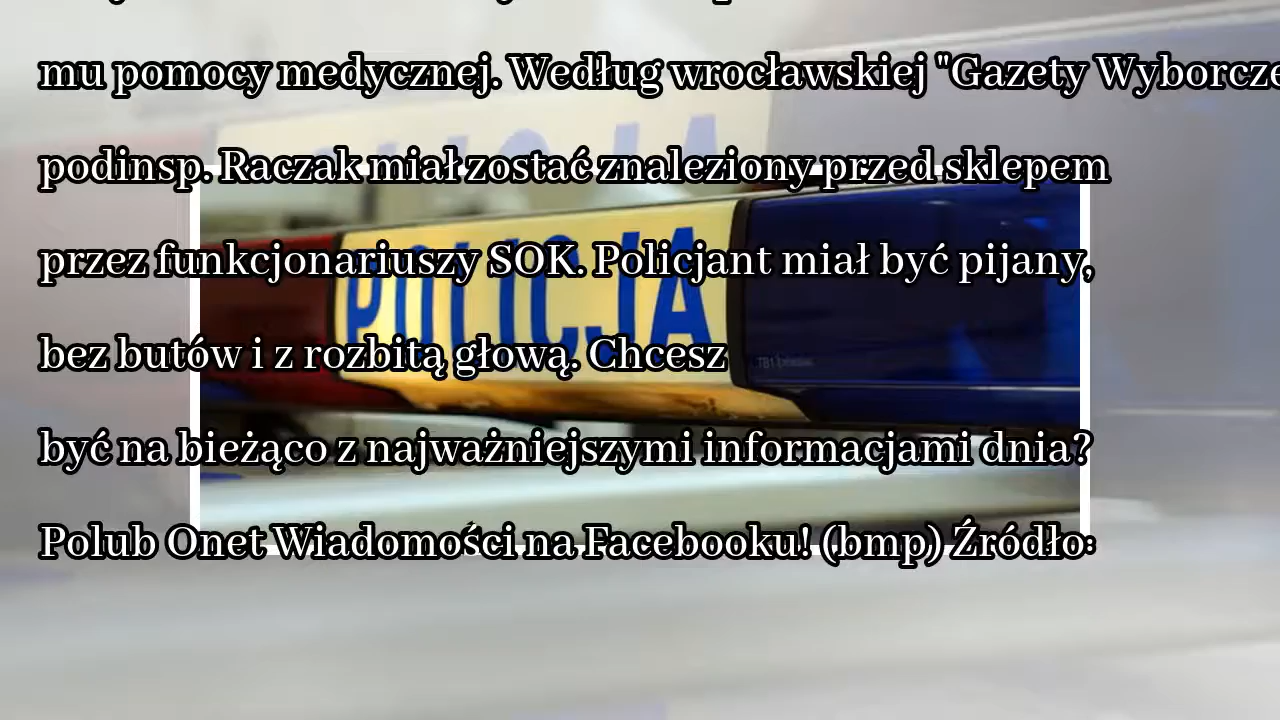 mu pomocy medycznej. Według wrocławskiej "Gazety
podinsp. Raczak miał zostać znaleziony przed sklepem
przez funkcjonariuszy SOK. Policjant miał być pijany,
POLICJA
bez butów i z rozbitą głową. Chcesz
być na bieżąco z najważniejszymi informacjami dnia?
Polub Onet Wiadomości na Facebooku! (bmp) Źródło: